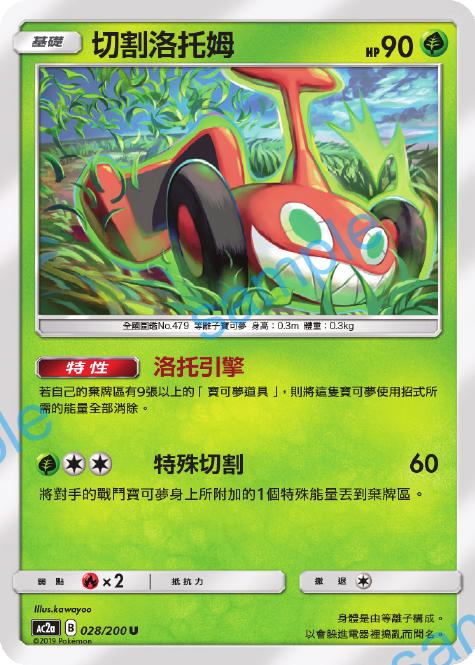 基礎 切割洛托姆 HP 90
sample
全國圖鑑No.479 等離子寶可夢 身高：0.3m 體重：0.3kg
特性 洛托引擎
若自己的棄牌區有9張以上的「寶可夢道具」，則將這隻寶可夢使用招式所
需的能量全部消除。
特殊切割 60
將對手的戰鬥寶可夢身上所附加的1個特殊能量丟到棄牌區。
弱點 ×2 抵抗力 撤退
Illus.kawayoo
AC2a B 028/200 U
©2019 Pokémon
身體是由等離子構成。
以會躲進電器裡搗亂而聞名。